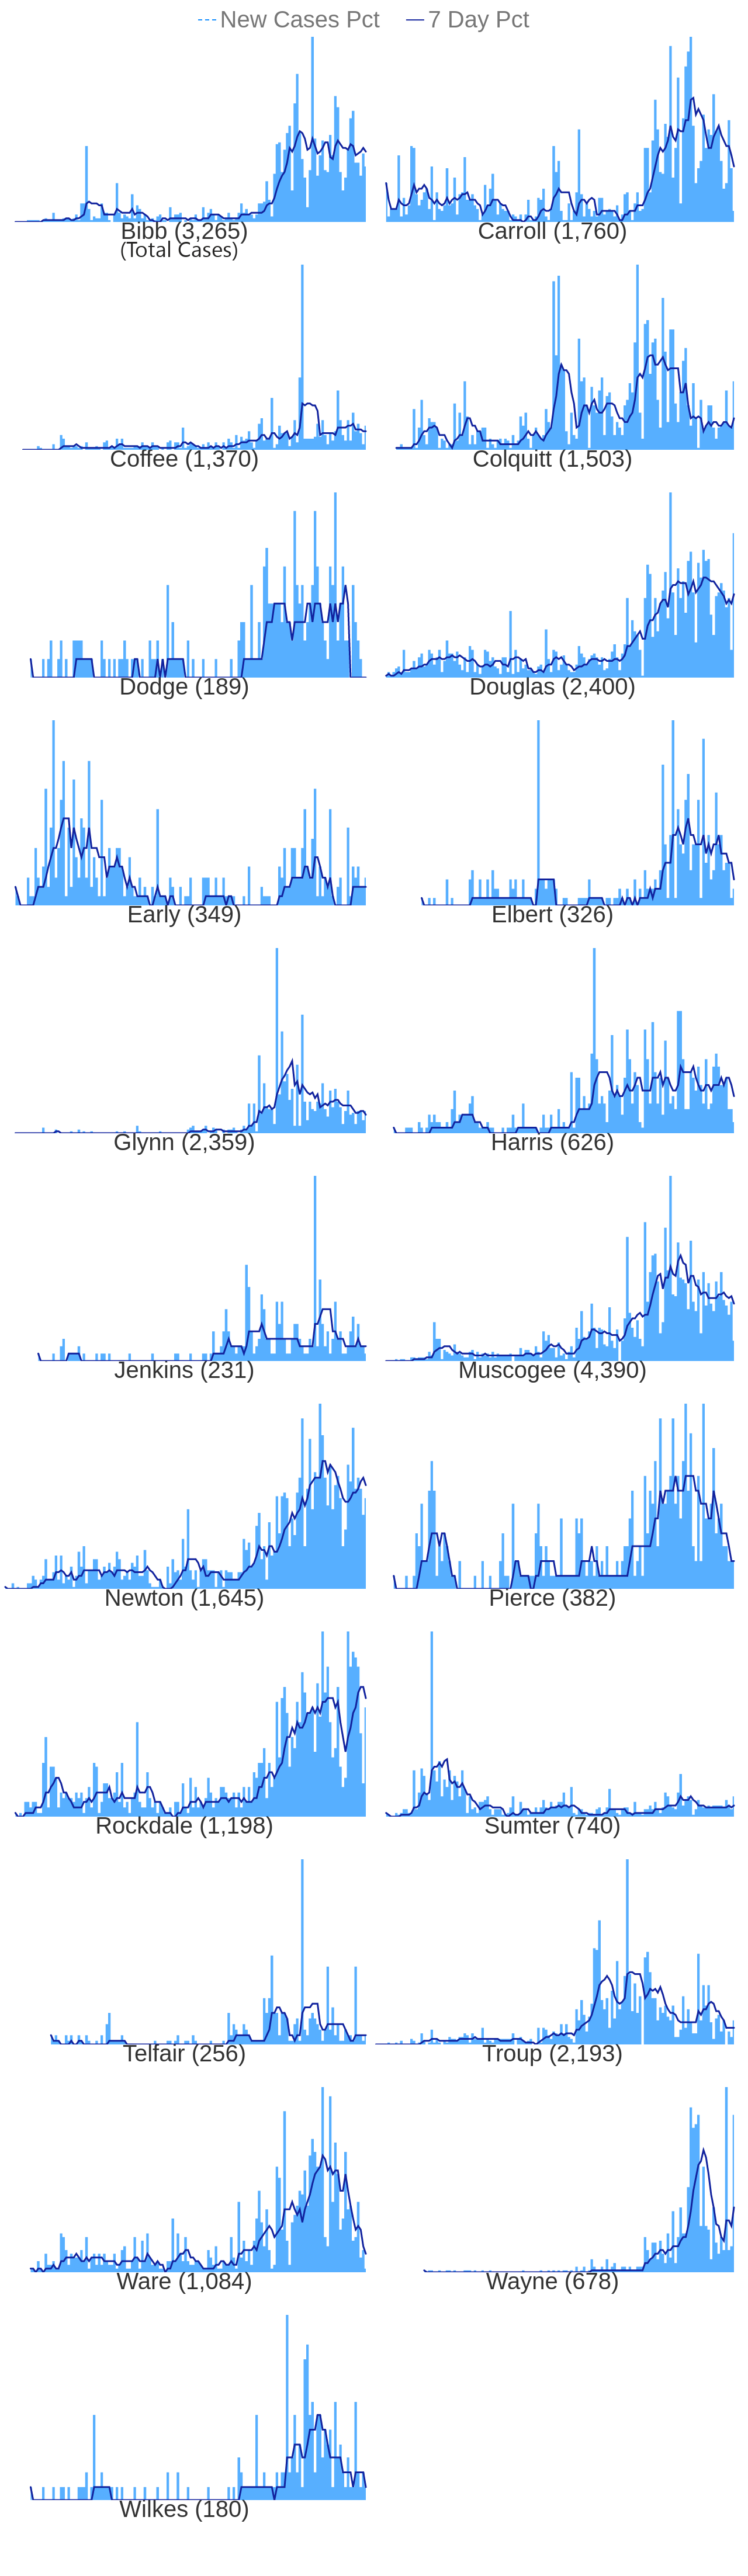 New Cases Pct 7 Day Pct
Bibb (3,265) Carroll (1,760)
(Total Cases)
Coffee (1,370) Colquitt (1,503)
Dodge (189) Douglas (2,400)
Early (349) Elbert (326)
Glynn (2,359) Harris (626)
Jenkins (231) Muscogee (4,390)
Newton (1,645) Pierce (382)
Rockdale (1,198) Sumter (740)
Telfair (256) Troup (2,193)
Ware (1,084) Wayne (678)
Wilkes (180)